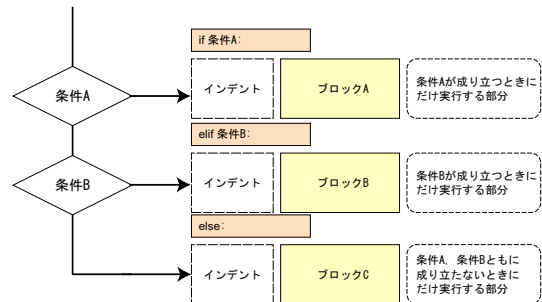 if 条件A:
条件A
インデント
ブロックA
条件Aが成り立つときに
だけ実行する部分
elif 条件B:
条件B
インデント
ブロックB
条件Bが成り立つときに
だけ実行する部分
else:
インデント
ブロックC
条件A, 条件Bともに
成り立たないときに
だけ実行する部分